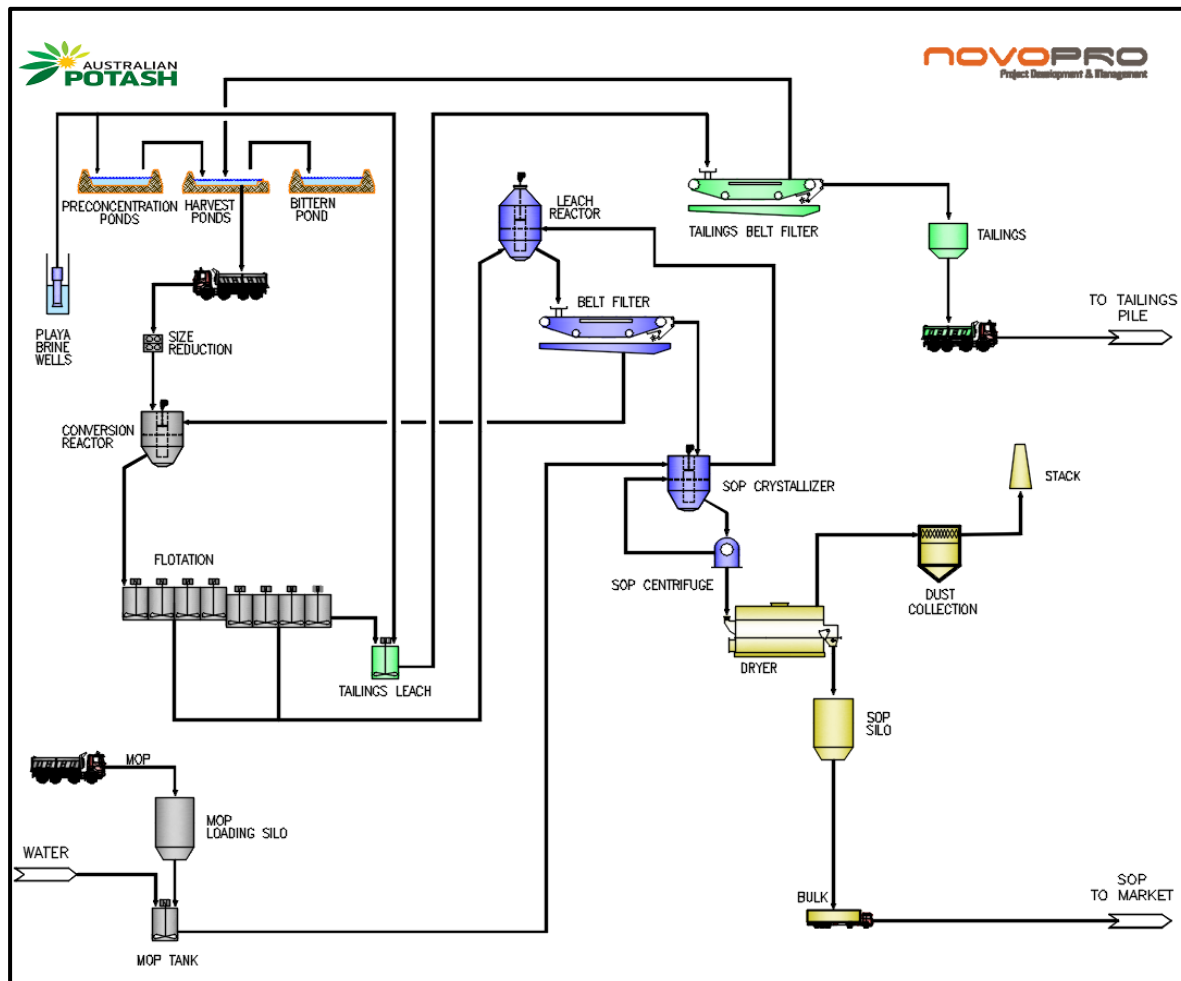 AUSTRALIAN
POTASH
NOVOPRO
Project Development & Management
PRECONCENTRATION
PONDS
HARVEST
PONDS
BITTERN
POND
LEACH
REACTOR
TAILINGS BELT FILTER
TAILINGS
PLAYA
BRINE
WELLS
SIZE
REDUCTION
BELT FILTER
TO TAILINGS
PILE
CONVERSION
REACTOR
SOP CRYSTALLIZER
STACK
FLOTATION
SOP CENTRIFUGE
DUST
COLLECTION
DRYER
TAILINGS LEACH
SOP
SILO
MOP
MOP
LOADING SILO
WATER
MOP TANK
BULK
SOP
TO MARKET